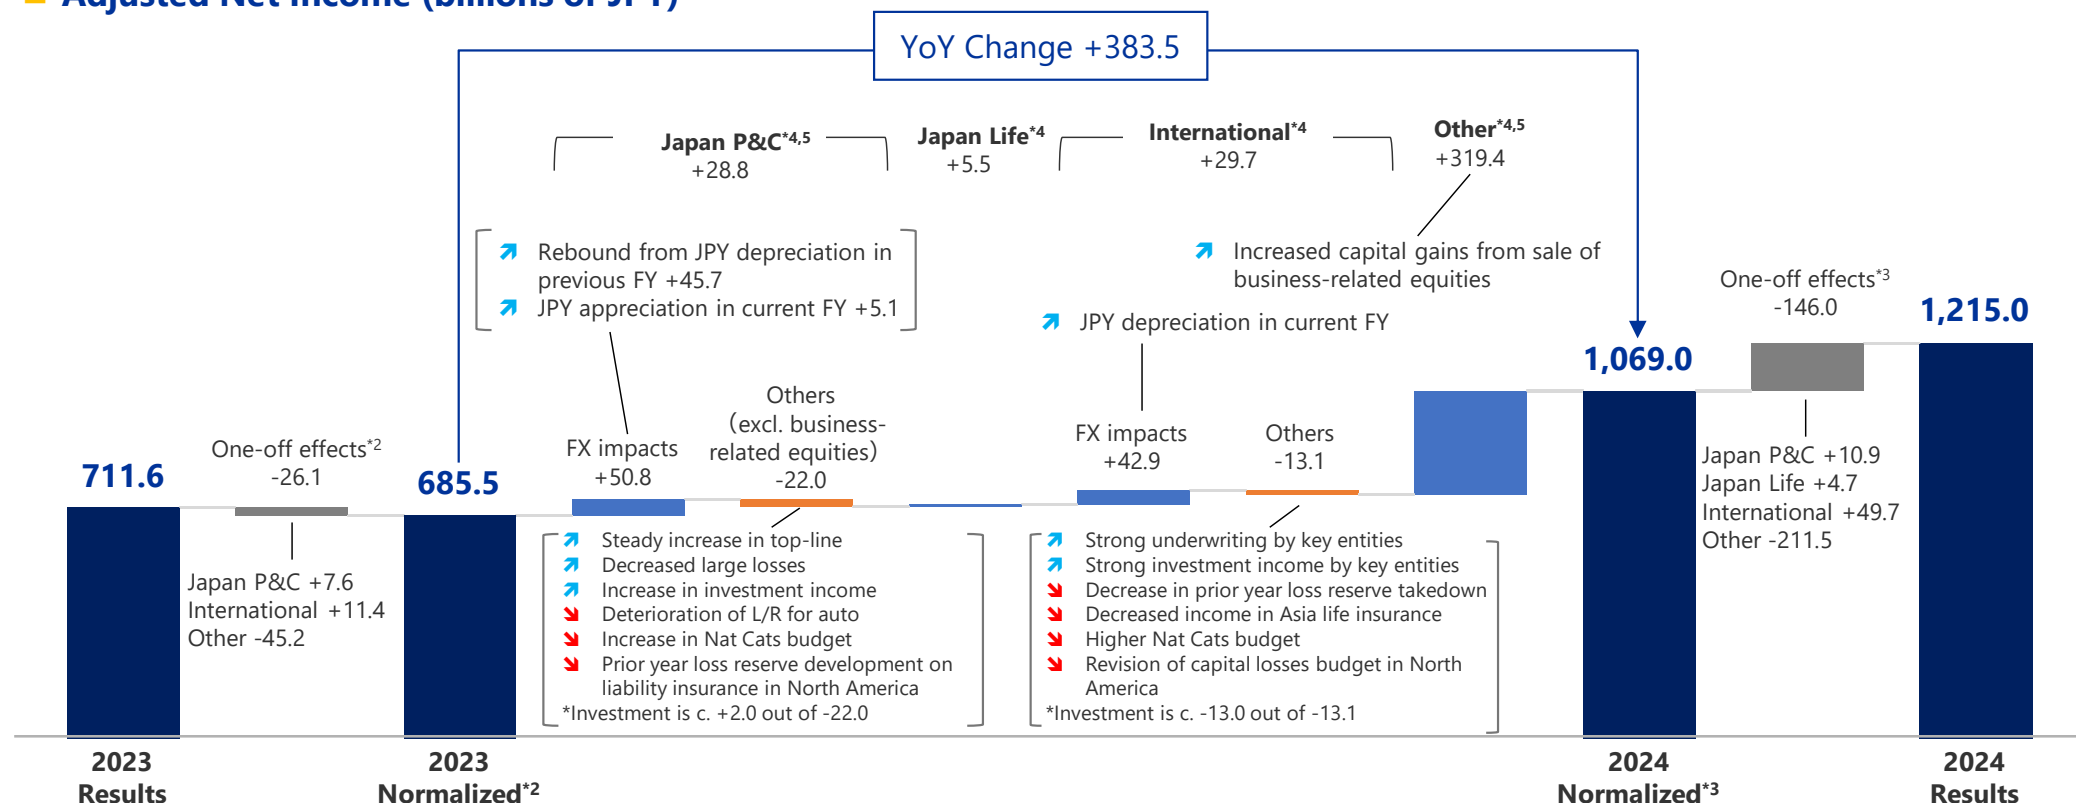 Adjusted Net Income (billions of JPY)
YoY Change +383.5
Japan P&C*4,5
+28.8
Japan Life*4
+5.5
International*4
+29.7
Other*4,5
+319.4
Rebound from JPY depreciation in
previous FY +45.7
JPY appreciation in current FY +5.1
Increased capital gains from sale of
business-related equities
JPY depreciation in current FY
One-off effects*3
-146.0
1,215.0
1,069.0
711.6
One-off effects*2
-26.1
685.5
FX impacts
+50.8
Others
(excl. business-
related equities)
-22.0
FX impacts
+42.9
Others
-13.1
Japan P&C +7.6
International +11.4
Other -45.2
Steady increase in top-line
Decreased large losses
Increase in investment income
Deterioration of L/R for auto
Increase in Nat Cats budget
Prior year loss reserve development on
liability insurance in North America
*Investment is c. +2.0 out of -22.0
Strong underwriting by key entities
Strong investment income by key entities
Decrease in prior year loss reserve takedown
Decreased income in Asia life insurance
Higher Nat Cats budget
Revision of capital losses budget in North
America
*Investment is c. -13.0 out of -13.1
Japan P&C +10.9
Japan Life +4.7
International +49.7
Other -211.5
2023
Results
2023
Normalized*2
2024
Normalized*3
2024
Results